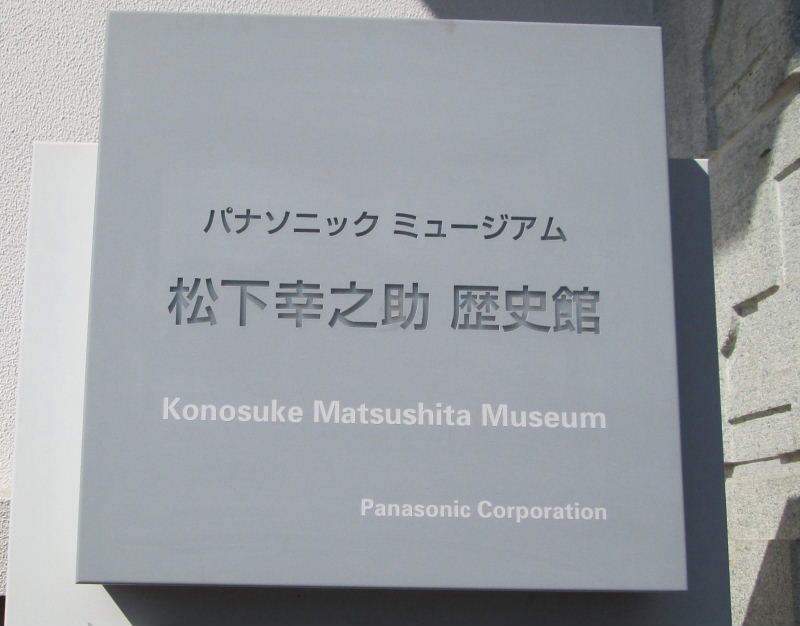 パナソニック ミュージアム
松下幸之助 歴史館
Konosuke Matsushita Museum
Panasonic Corporation